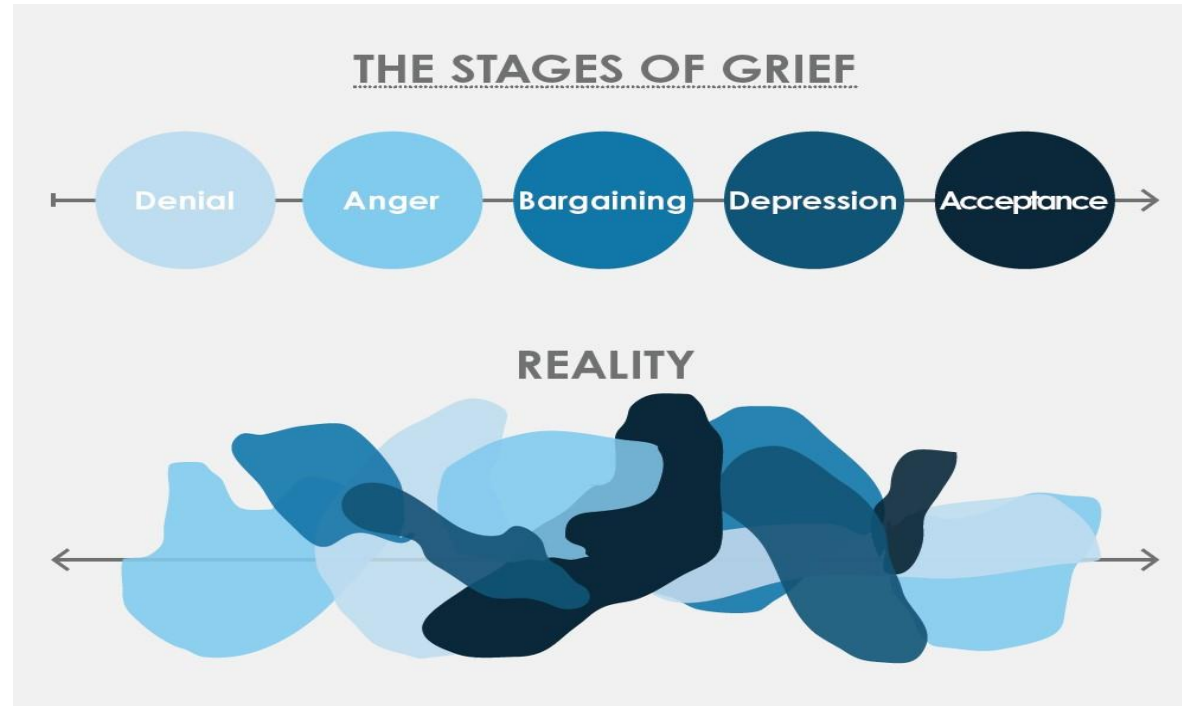 THE STAGES OF GRIEF
Denial Anger Bargaining Depression Acceptance
REALITY